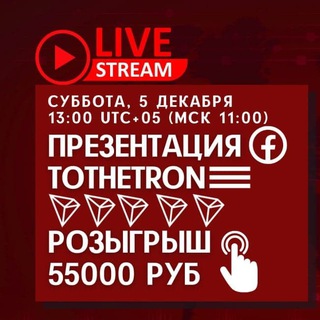 LIVE
STREAM
СУББОТА, 5 ДЕКАБРЯ
13:00 UTC+05 (МСК 11:00)
ПРЕЗЕНТАЦИЯ
TOTHETRON
РОЗЫГРЫШ
55000 РУБ